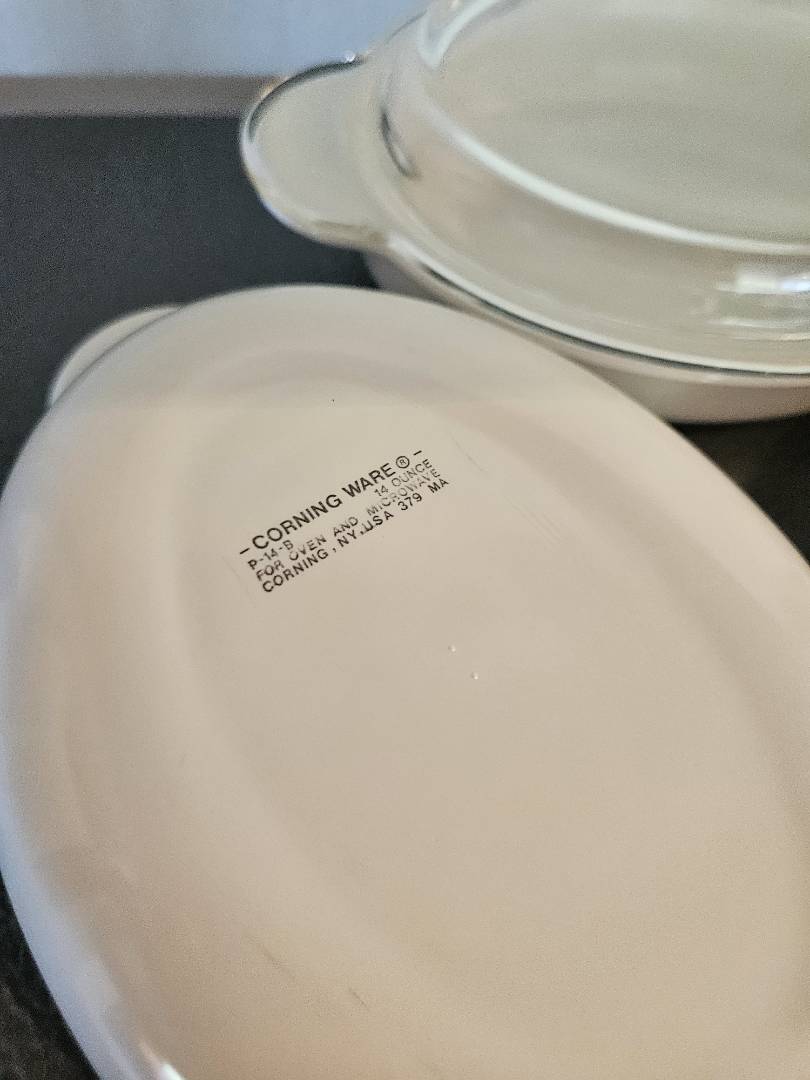 -CORNING WARE®-
P-14-B 14 OUNCE
FOR OVEN AND MICROWAVE
CORNING, NY.USA 379 MA